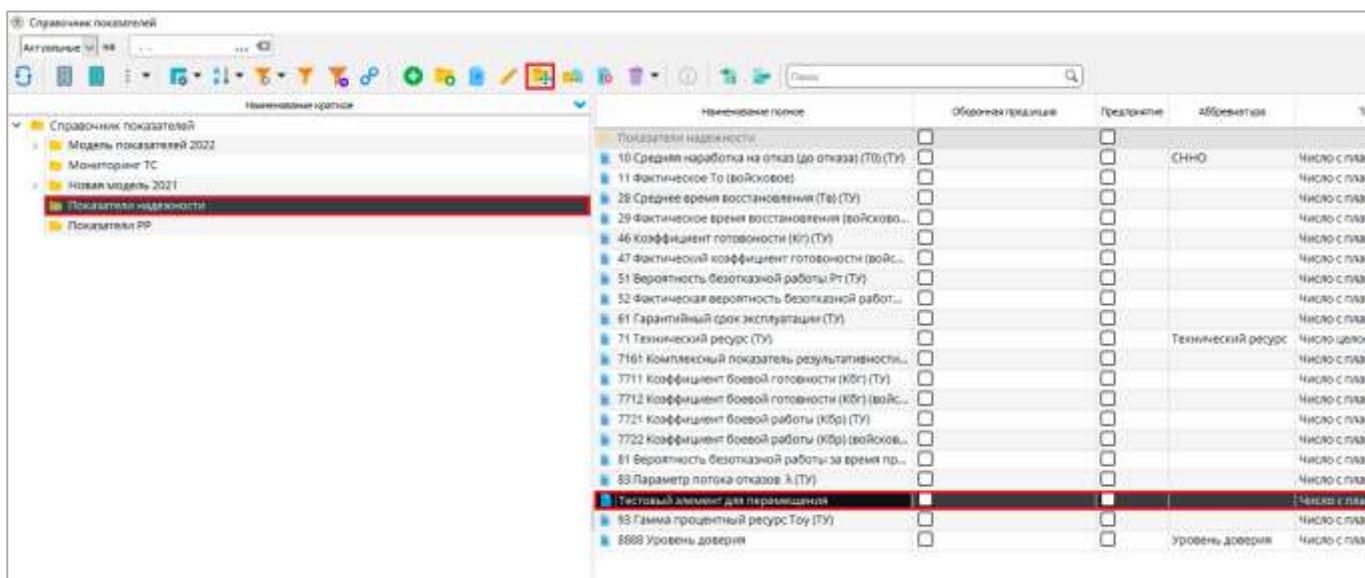 Справочник показателей
Актуальные на . . ...
Поиск
Наименование краткое
Справочник показателей
Модель показателей 2022
Мониторинг ТС
Новая модель 2021
Показатели надежности
Показатели РР
Наименование полное Оборонная продукция Предприятие Аббревиатура
Показатели надежности
10 Средняя наработка на отказ (до отказа) (Т0) (ТУ) СННО Число с пла
11 Фактическое То (войсковое) Число с пла
28 Среднее время восстановления (Тв) (ТУ) Число с пла
29 Фактическое время восстановления (войсково... Число с пла
46 Коэффициент готовоности (Кг) (ТУ) Число с пла
47 Фактический коэффициент готовоности (войс... Число с пла
51 Вероятность безотказной работы Рт (ТУ) Число с пла
52 Фактическая вероятность безотказной работ... Число с пла
61 Гарантийный срок эксплуатации (ТУ) Число с пла
71 Технический ресурс (ТУ) Технический ресурс Число целое
7161 Комплексный показатель результативности... Число с пла
7711 Коэффициент боевой готовности (Кбг) (ТУ) Число с пла
7712 Коэффициент боевой готовности (Кбг) (войс... Число с пла
7721 Коэффициент боевой работы (Кбр) (ТУ) Число с пла
7722 Коэффициент боевой работы (Кбр) (войсков... Число с пла
81 Вероятность безотказной работы за время пр... Число с пла
83 Параметр потока отказов λ (ТУ) Число с пла
Тестовый элемент для перемещения Число с пла
93 Гамма процентный ресурс Тоу (ТУ) Число с пла
8888 Уровень доверия Уровень доверия Число с пла